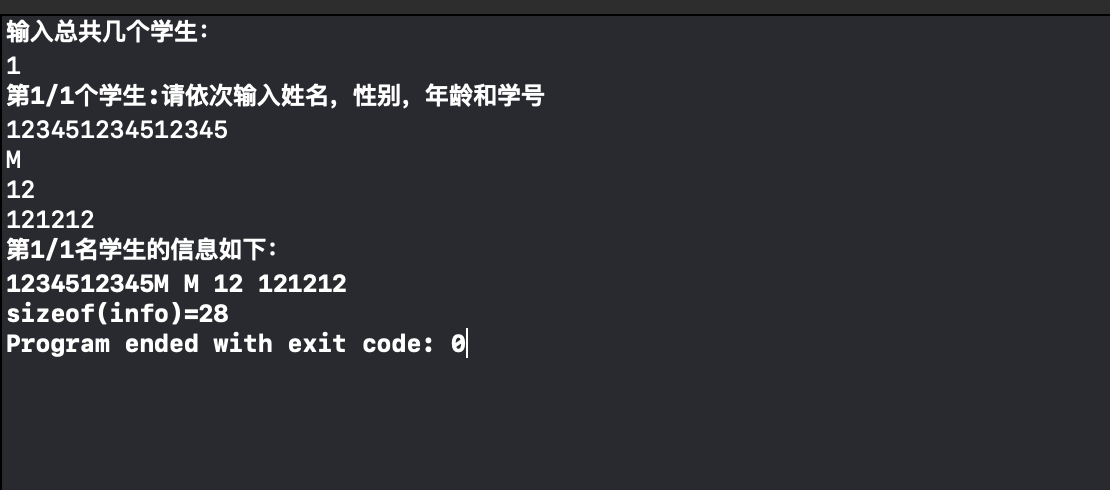 输入总共几个学生：
1
第1/1个学生:请依次输入姓名，性别，年龄和学号
123451234512345
M
12
121212
第1/1名学生的信息如下：
1234512345M M 12 121212
sizeof(info)=28
Program ended with exit code: 0